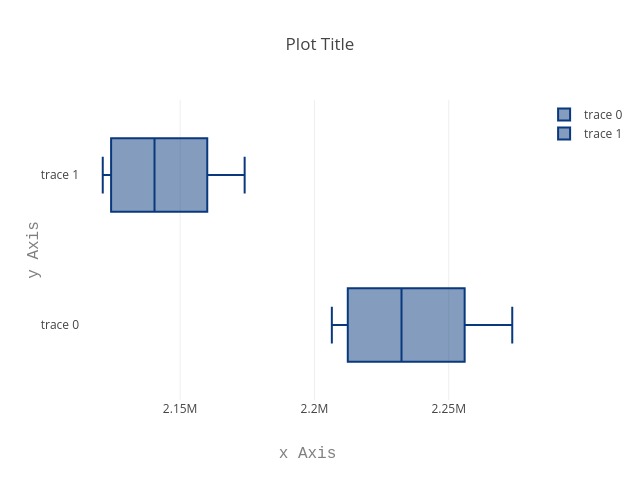 Plot Title
trace 0
trace 1
trace 1
y Axis
trace 0
2.15M
2.2M
2.25M
x Axis